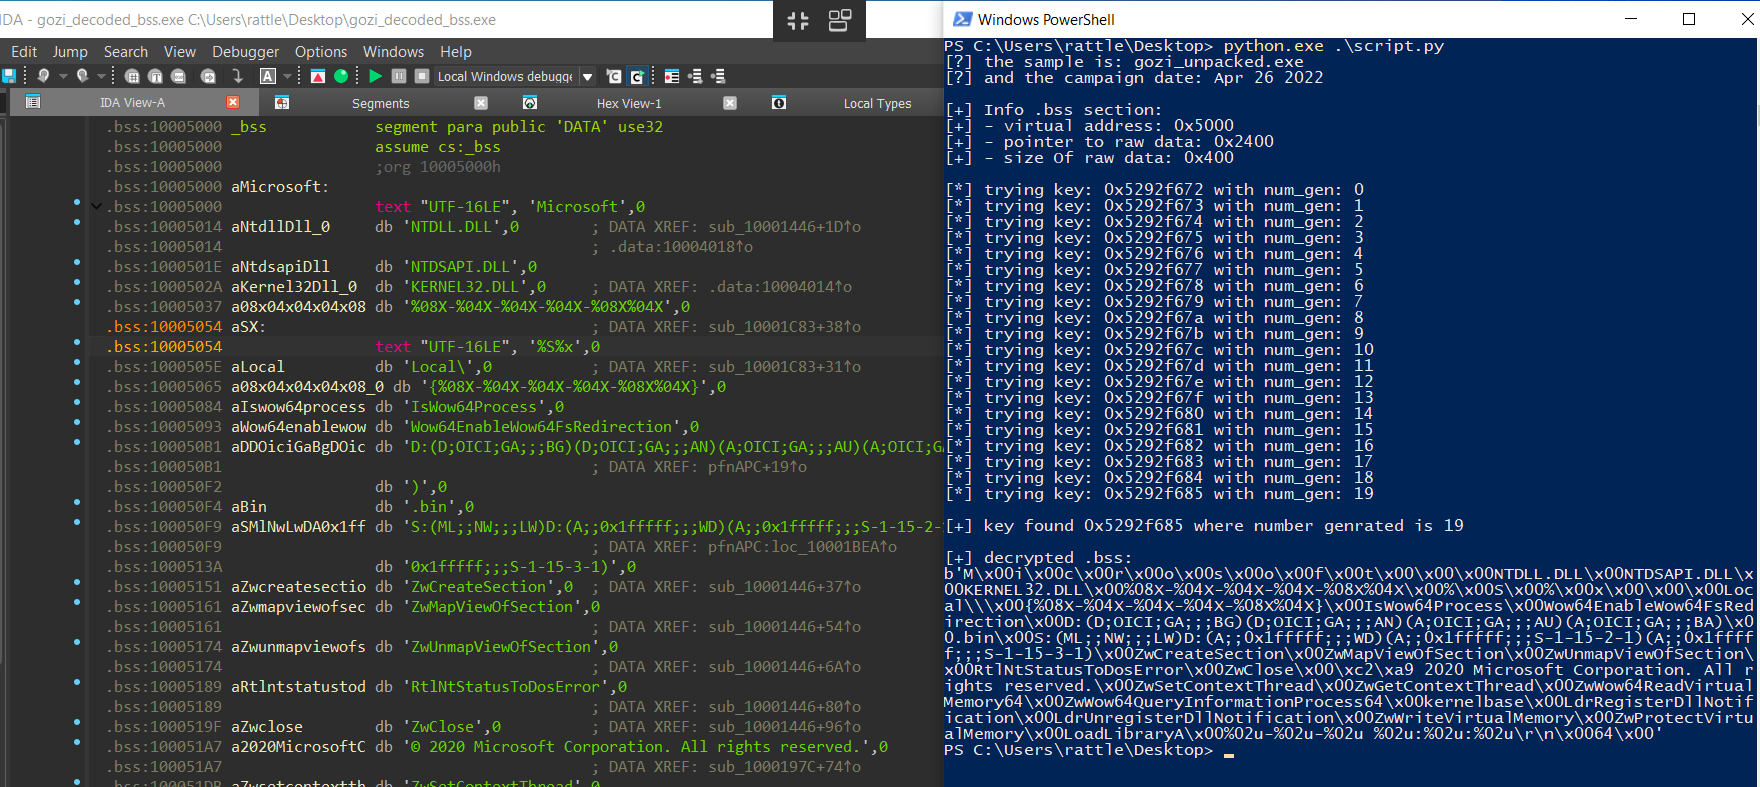 IDA - gozi_decoded_bss.exe C:\Users\rattle\Desktop\gozi_decoded_bss.exe
Edit Jump Search View Debugger Options Windows Help
Local Windows debugge
IDA View-A Segments Hex View-1 Local Types
.bss:10005000 _bss segment para public 'DATA' use32
.bss:10005000 assume cs:_bss
.bss:10005000 ;org 10005000h
.bss:10005000 aMicrosoft:
.bss:10005000 text "UTF-16LE", 'Microsoft',0
.bss:10005014 aNtdllDll_0 db 'NTDLL.DLL',0 ; DATA XREF: sub_10001446+1D↑o
.bss:10005014 ; .data:10004018↑o
.bss:1000501E aNtdsapiDll db 'NTDSAPI.DLL',0
.bss:1000502A aKernel32Dll_0 db 'KERNEL32.DLL',0 ; DATA XREF: .data:10004014↑o
.bss:10005037 a08x04x04x04x08 db '%08X-%04X-%04X-%04X-%08X%04X',0
.bss:10005054 aSX: ; DATA XREF: sub_10001C83+38↑o
.bss:10005054 text "UTF-16LE", '%S%x',0
.bss:1000505E aLocal db 'Local\',0 ; DATA XREF: sub_10001C83+31↑o
.bss:10005065 a08x04x04x04x08_0 db '{%08X-%04X-%04X-%04X-%08X%04X}',0
.bss:10005084 aIswow64process db 'IsWow64Process',0
.bss:10005093 aWow64enablewow db 'Wow64EnableWow64FsRedirection',0
.bss:100050B1 aDDOiciGaBgDOic db 'D:(D;OICI;GA;;;BG)(D;OICI;GA;;;AN)(A;OICI;GA;;;AU)(A;OICI;GA
.bss:100050B1 ; DATA XREF: pfnAPC+19↑o
.bss:100050F2 db ')',0
.bss:100050F4 aBin db '.bin',0
.bss:100050F9 aSMlNwLwDA0x1ff db 'S:(ML;;NW;;;LW)D:(A;;0x1fffff;;;WD)(A;;0x1fffff;;;S-1-15-2-
.bss:100050F9 ; DATA XREF: pfnAPC:loc_10001BEA↑o
.bss:1000513A db '0x1fffff;;;S-1-15-3-1)',0
.bss:10005151 aZwcreatesectio db 'ZwCreateSection',0 ; DATA XREF: sub_10001446+37↑o
.bss:10005161 aZwmapviewofsec db 'ZwMapViewOfSection',0
.bss:10005161 ; DATA XREF: sub_10001446+54↑o
.bss:10005174 aZwunmapviewofs db 'ZwUnmapViewOfSection',0
.bss:10005174 ; DATA XREF: sub_10001446+6A↑o
.bss:10005189 aRtlntstatustod db 'RtlNtStatusToDosError',0
.bss:10005189 ; DATA XREF: sub_10001446+80↑o
.bss:1000519F aZwclose db 'ZwClose',0 ; DATA XREF: sub_10001446+96↑o
.bss:100051A7 a2020MicrosoftC db '© 2020 Microsoft Corporation. All rights reserved.',0
.bss:100051A7 ; DATA XREF: sub_1000197C+74↑o
.bss:100051DB aZwsetcontextth db 'ZwSetContextThread',0
Windows PowerShell
PS C:\Users\rattle\Desktop> python.exe .\script.py
[?] the sample is: gozi_unpacked.exe
[?] and the campaign date: Apr 26 2022
[+] Info .bss section:
[+] - virtual address: 0x5000
[+] - pointer to raw data: 0x2400
[+] - size Of raw data: 0x400
[*] trying key: 0x5292f672 with num_gen: 0
[*] trying key: 0x5292f673 with num_gen: 1
[*] trying key: 0x5292f674 with num_gen: 2
[*] trying key: 0x5292f675 with num_gen: 3
[*] trying key: 0x5292f676 with num_gen: 4
[*] trying key: 0x5292f677 with num_gen: 5
[*] trying key: 0x5292f678 with num_gen: 6
[*] trying key: 0x5292f679 with num_gen: 7
[*] trying key: 0x5292f67a with num_gen: 8
[*] trying key: 0x5292f67b with num_gen: 9
[*] trying key: 0x5292f67c with num_gen: 10
[*] trying key: 0x5292f67d with num_gen: 11
[*] trying key: 0x5292f67e with num_gen: 12
[*] trying key: 0x5292f67f with num_gen: 13
[*] trying key: 0x5292f680 with num_gen: 14
[*] trying key: 0x5292f681 with num_gen: 15
[*] trying key: 0x5292f682 with num_gen: 16
[*] trying key: 0x5292f683 with num_gen: 17
[*] trying key: 0x5292f684 with num_gen: 18
[*] trying key: 0x5292f685 with num_gen: 19
[+] key found 0x5292f685 where number genrated is 19
[+] decrypted .bss:
b'M\x00i\x00c\x00r\x00o\x00s\x00o\x00f\x00t\x00\x00\x00NTDLL.DLL\x00NTDSAPI.DLL\x
00KERNEL32.DLL\x00%08X-%04X-%04X-%04X-%08X%04X\x00%\x00S\x00%\x00x\x00\x00\x00Loc
al\\\x00{%08X-%04X-%04X-%04X-%08X%04X}\x00IsWow64Process\x00Wow64EnableWow64FsRed
irection\x00D:(D;OICI;GA;;;BG)(D;OICI;GA;;;AN)(A;OICI;GA;;;AU)(A;OICI;GA;;;BA)\x0
0.bin\x00S:(ML;;NW;;;LW)D:(A;;0x1fffff;;;WD)(A;;0x1fffff;;;S-1-15-2-1)(A;;0x1ffff
f;;;S-1-15-3-1)\x00ZwCreateSection\x00ZwMapViewOfSection\x00ZwUnmapViewOfSection\
x00RtlNtStatusToDosError\x00ZwClose\x00\xc2\xa9 2020 Microsoft Corporation. All r
ights reserved.\x00ZwSetContextThread\x00ZwGetContextThread\x00ZwWow64ReadVirtual
Memory64\x00ZwWow64QueryInformationProcess64\x00kernelbase\x00LdrRegisterDllNotif
ication\x00LdrUnregisterDllNotification\x00ZwWriteVirtualMemory\x00ZwProtectVirtu
alMemory\x00LoadLibraryA\x00%02u-%02u-%02u %02u:%02u:%02u\r\n\x0064\x00'
PS C:\Users\rattle\Desktop>